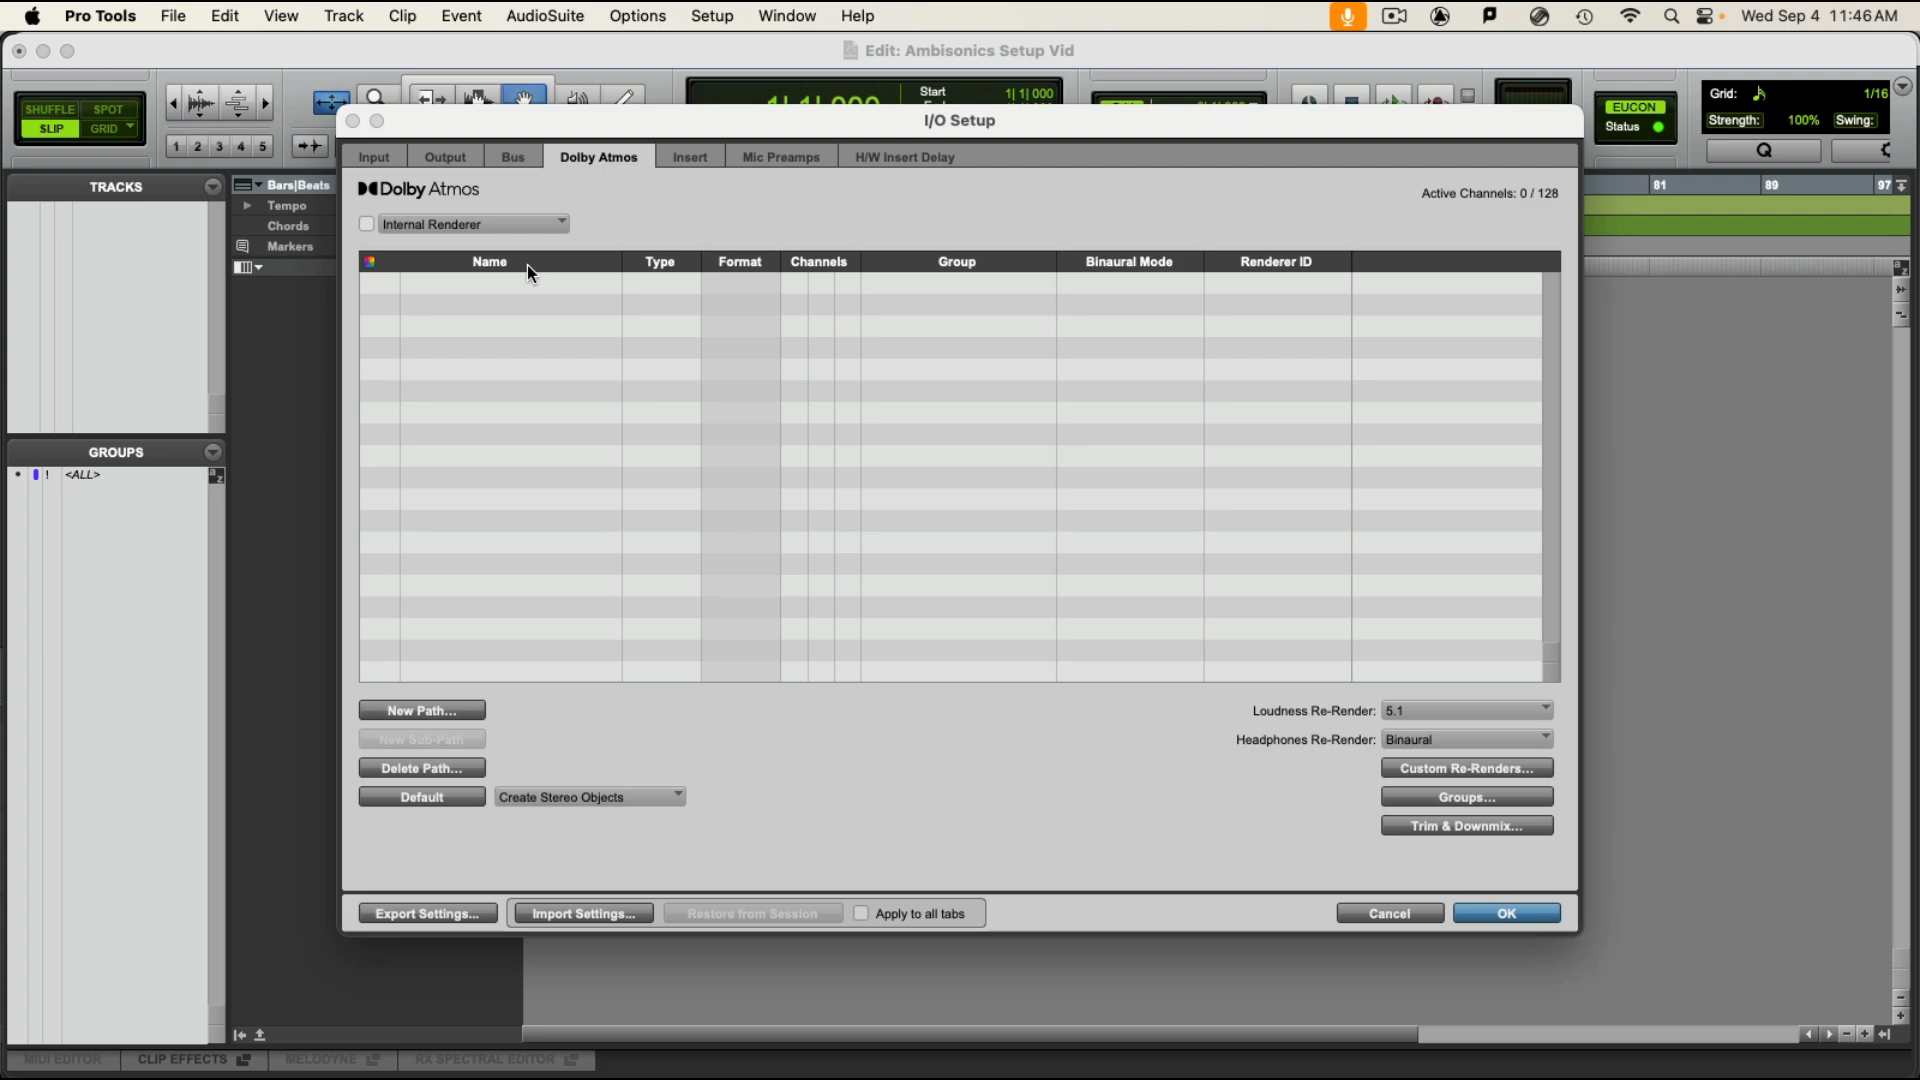 Pro Tools File Edit View Track Clip Event AudioSuite Options Setup Window Help Wed Sep 4 11:46 AM
Edit: Ambisonics Setup Vid
SHUFFLE SPOT
SLIP GRID
1 2 3 4 5
Start 1| 1| 000
Grid: 1/16
Strength: 100% Swing:
EUCON
Status
Q
I/O Setup
Input Output Bus Dolby Atmos Insert Mic Preamps H/W Insert Delay
TRACKS
Bars|Beats
Tempo
Chords
Markers
81 89 97
Dolby Atmos
Active Channels: 0 / 128
Internal Renderer
Name Type Format Channels Group Binaural Mode Renderer ID
GROUPS
! <ALL>
a z
New Path...
New Sub-Path
Delete Path...
Default Create Stereo Objects
Loudness Re-Render: 5.1
Headphones Re-Render: Binaural
Custom Re-Renders...
Groups...
Trim & Downmix...
Export Settings... Import Settings... Restore from Session Apply to all tabs Cancel OK
MIDI EDITOR CLIP EFFECTS MELODYNE RX SPECTRAL EDITOR